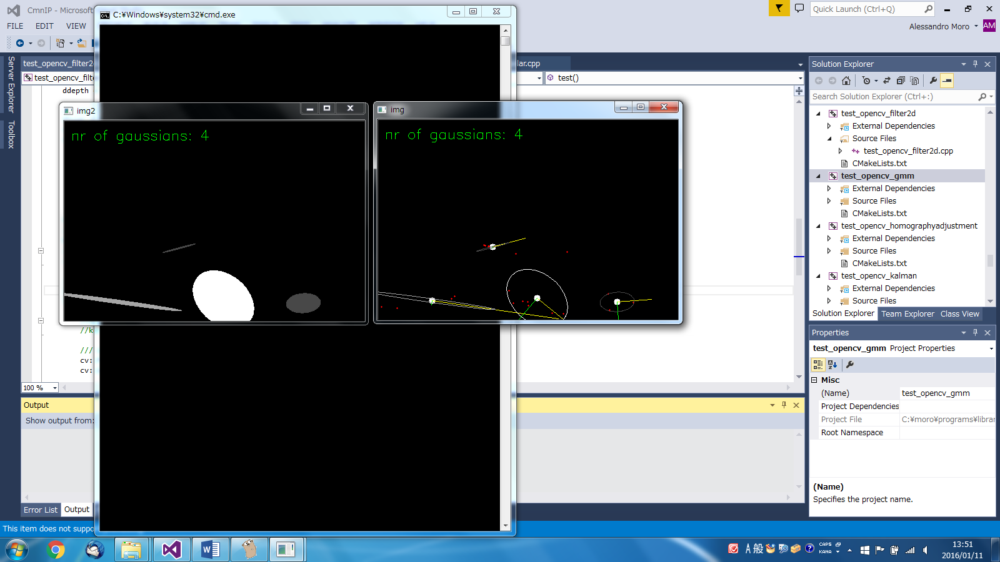 CmnIP - Microsoft
C:¥Windows¥system32¥cmd.exe
Quick Launch (Ctrl+Q)
FILE EDIT VIEW
Alessandro Moro AM
Server Explorer
Toolbox
test_opencv_filter2
lar.cpp
test_opencv_filt
test()
ddepth
img2
nr of gaussians: 4
img
nr of gaussians: 4
//k
///
cv:
cv:
100 %
Output
Show output from:
Error List Output
This item does not suppo
Solution Explorer
Search Solution Explorer (Ctrl+:)
test_opencv_filter2d
External Dependencies
Source Files
test_opencv_filter2d.cpp
CMakeLists.txt
test_opencv_gmm
External Dependencies
Source Files
CMakeLists.txt
test_opencv_homographyadjustment
External Dependencies
Source Files
CMakeLists.txt
test_opencv_kalman
External Dependencies
Source Files
Solution Explorer Team Explorer Class View
Properties
test_opencv_gmm Project Properties
Misc
(Name) test_opencv_gmm
Project Dependencies
Project File C:¥moro¥programs¥librar
Root Namespace
(Name)
Specifies the project name.
A 般 CAPS
KANA
13:51
2016/01/11